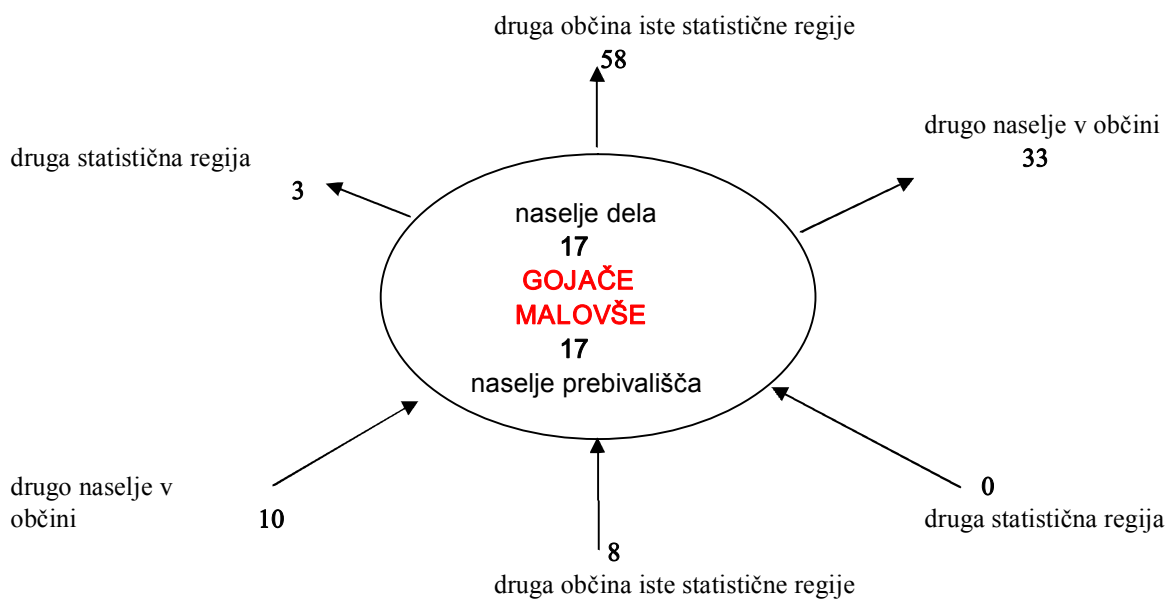 druga občina iste statistične regije
58
drugo naselje v občini
33
druga statistična regija
3
naselje dela
17
GOJAČE
MALOVŠE
17
naselje prebivališča
drugo naselje v
občini
10
0
druga statistična regija
8
druga občina iste statistične regije